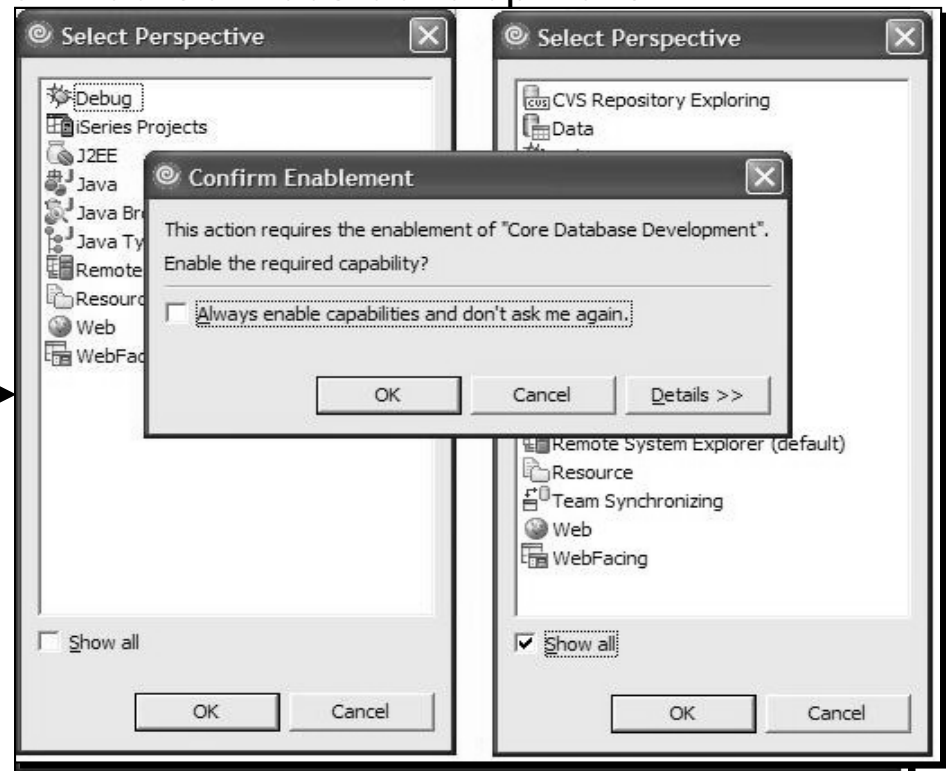 Select Perspective
Debug
iSeries Projects
J2EE
Java
Java Br
Java Ty
Remote
Resourc
Web
WebFac
Show all
OK Cancel
Confirm Enablement
This action requires the enablement of "Core Database Development".
Enable the required capability?
Always enable capabilities and don't ask me again.
OK Cancel Details >>
Select Perspective
CVS Repository Exploring
Data
Remote System Explorer (default)
Resource
Team Synchronizing
Web
WebFacing
Show all
OK Cancel